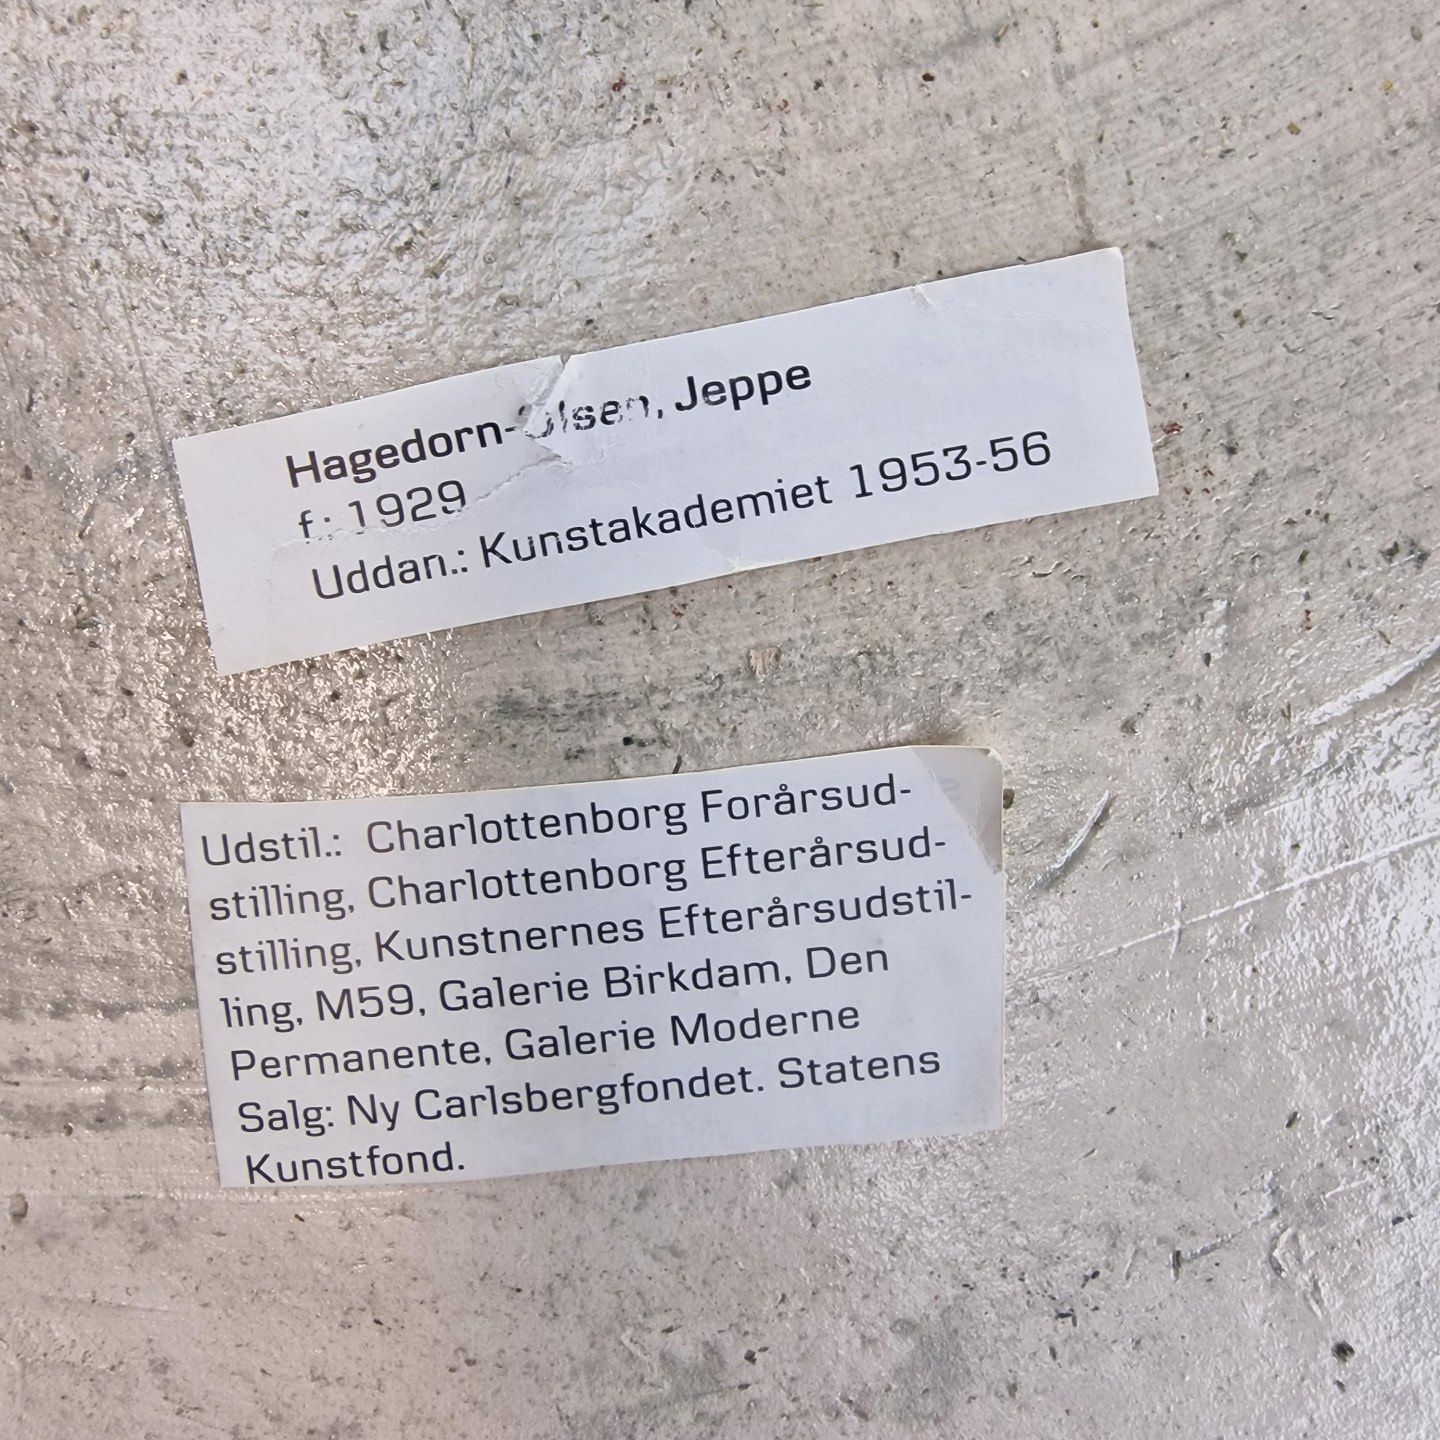 Hagedorn-Olsen, Jeppe
f.: 1929
Uddan.: Kunstakademiet 1953-56
Udstil.: Charlottenborg Forårsud-
stilling, Charlottenborg Efterårsud-
stilling, Kunstnernes Efterårsudstil-
ling, M59, Galerie Birkdam, Den
Permanente, Galerie Moderne
Salg: Ny Carlsbergfondet. Statens
Kunstfond.